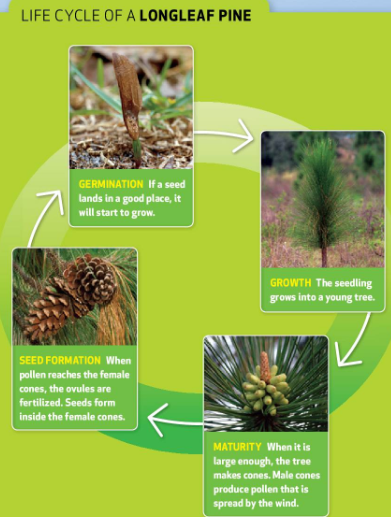 LIFE CYCLE OF A LONGLEAF PINE
GERMINATION If a seed
lands in a good place, it
will start to grow.
GROWTH The seedling
grows into a young tree.
MATURITY When it is
large enough, the tree
makes cones. Male cones
produce pollen that is
spread by the wind.
SEED FORMATION When
pollen reaches the female
cones, the ovules are
fertilized. Seeds form
inside the female cones.